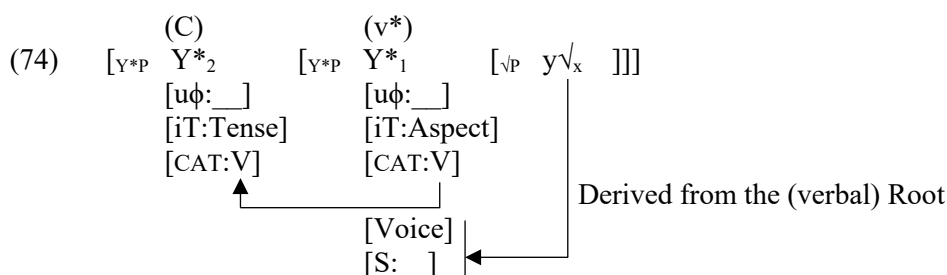 (C) (v*)
(74) [Y*P Y*2 [Y*P Y*1 [√P y√x ]]]
[uϕ:__] [uϕ:__]
[iT:Tense] [iT:Aspect]
[CAT:V] [CAT:V]
Derived from the (verbal) Root
[Voice]
[S:__]